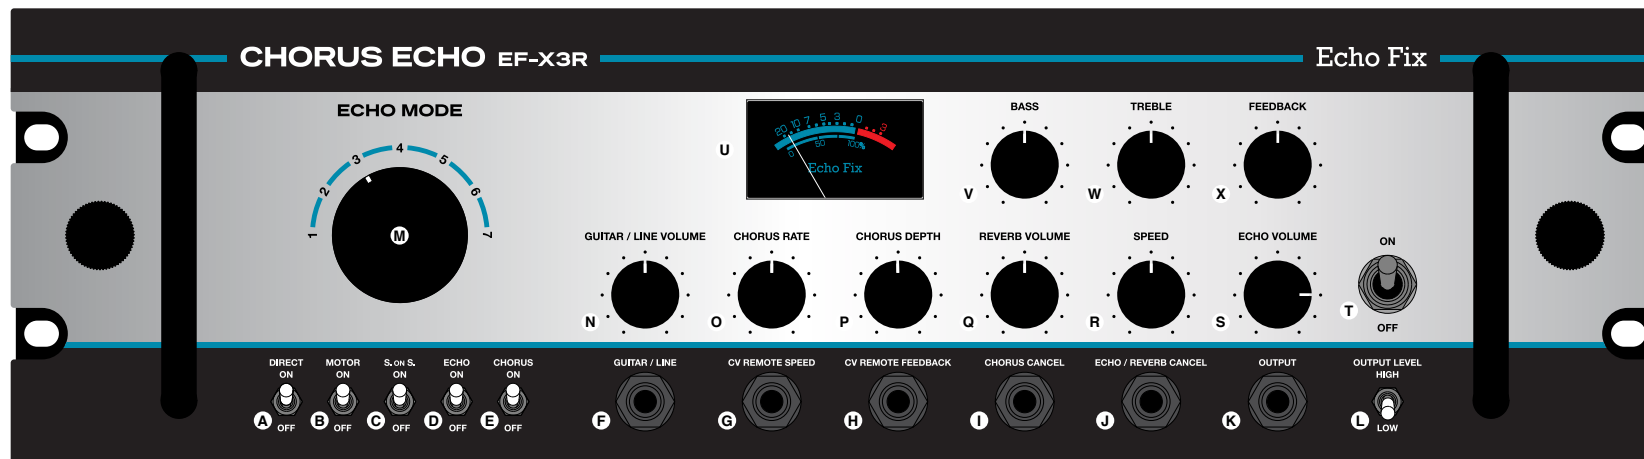 CHORUS ECHO EF-X3R
Echo Fix
ECHO MODE
1 2 3 4 5 6 7
M
U
20 10 7 5 3 0 3
0 50 100%
Echo Fix
BASS
TREBLE
FEEDBACK
V
W
X
GUITAR / LINE VOLUME
CHORUS RATE
CHORUS DEPTH
REVERB VOLUME
SPEED
ECHO VOLUME
ON
N
O
P
Q
R
S
T
OFF
DIRECT
ON
A
OFF
MOTOR
ON
B
OFF
S. ON S.
ON
C
OFF
ECHO
ON
D
OFF
CHORUS
ON
E
OFF
GUITAR / LINE
F
CV REMOTE SPEED
G
CV REMOTE FEEDBACK
H
CHORUS CANCEL
I
ECHO / REVERB CANCEL
J
OUTPUT
K
OUTPUT LEVEL
HIGH
L
LOW